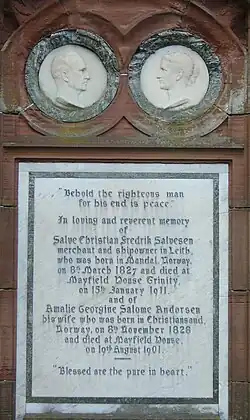 "Behold the righteous man
for his end is peace."
In loving and reverent memory
of
Salve Christian Fredrik Salvesen
merchant and shipowner in Leith,
who was born in Mandal, Norway,
on 8th March 1827 and died at
Mayfield House Trinity,
on 15th January 1911.
and of
Amalie Georgine Salome Andorsen
his wife who was born in Christiansand,
Norway, on 8th November 1828
and died at Mayfield House,
on 19th August 1901.
"Blessed are the pure in heart."